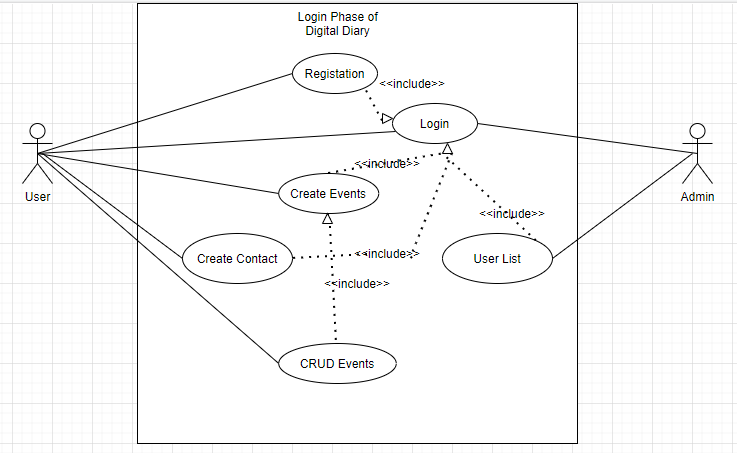 Login Phase of
Digital Diary
Registation
<<include>>
Login
<<include>>
Create Events
User
Admin
<<include>>
Create Contact
<<include>>
User List
<<include>>
CRUD Events